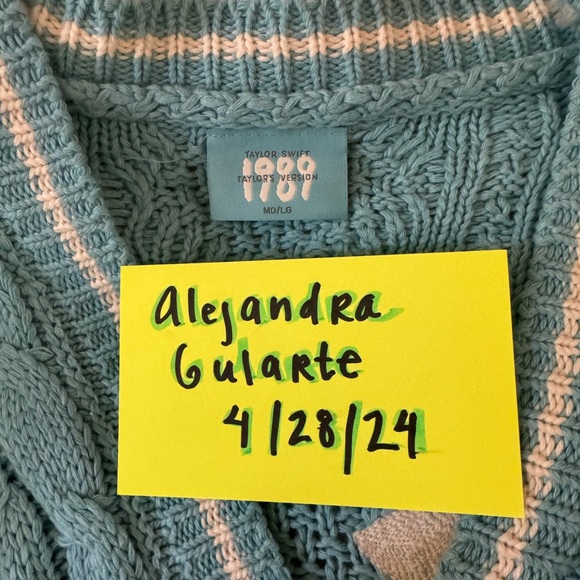 TAYLOR SWIFT
1989
TAYLOR'S VERSION
MD/LG
alejandra
Gularte
4/28/24